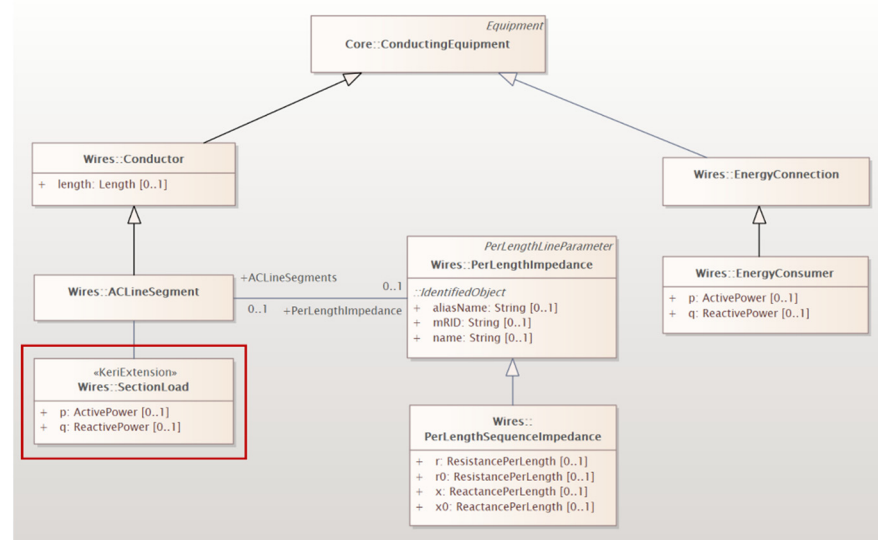 Equipment
Core::ConductingEquipment
Wires::Conductor
+ length: Length [0..1]
Wires::EnergyConnection
Wires::ACLineSegment
+ACLineSegments
0..1
0..1
+PerLengthImpedance
PerLengthLineParameter
Wires::PerLengthImpedance
::IdentifiedObject
+ aliasName: String [0..1]
+ mRID: String [0..1]
+ name: String [0..1]
Wires::EnergyConsumer
+ p: ActivePower [0..1]
+ q: ReactivePower [0..1]
«KeriExtension»
Wires::SectionLoad
+ p: ActivePower [0..1]
+ q: ReactivePower [0..1]
Wires::
PerLengthSequenceImpedance
+ r: ResistancePerLength [0..1]
+ r0: ResistancePerLength [0..1]
+ x: ReactancePerLength [0..1]
+ x0: ReactancePerLength [0..1]